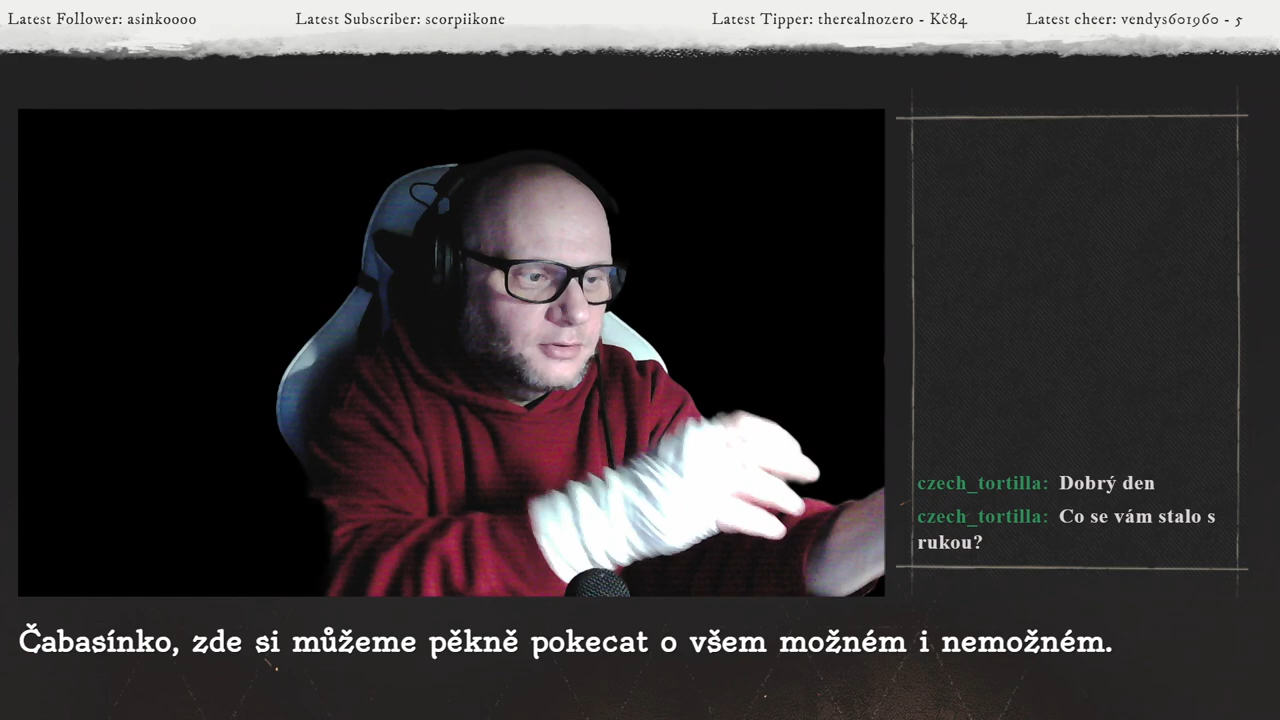 Latest Follower: asinkoooo
Latest Subscriber: scorpiikone
Latest Tipper: therealnozero - Kč84
Latest cheer: vendys601960 - 5
czech_tortilla: Dobrý den
czech_tortilla: Co se vám stalo s
rukou?
Čabasínko, zde si můžeme pěkně pokecat o všem možném i nemožném.